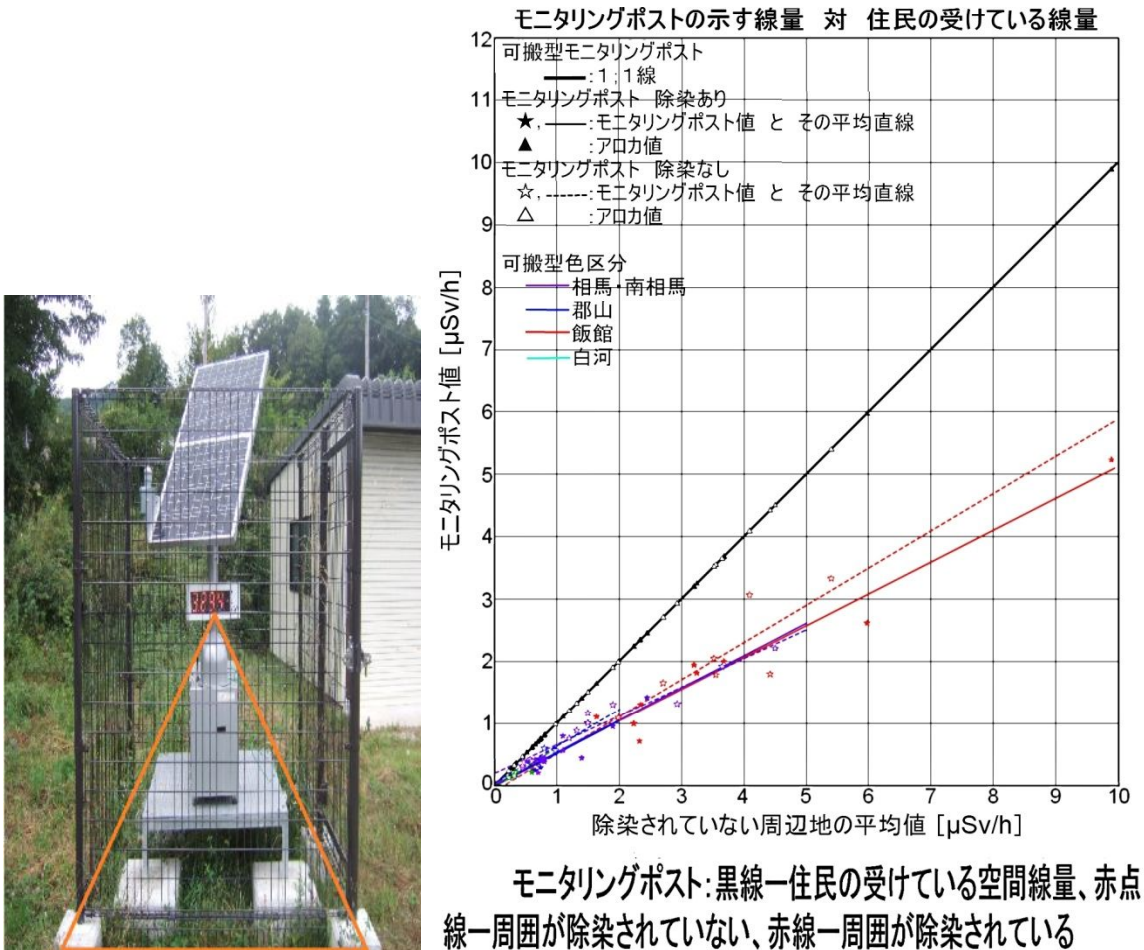 モニタリングポストの示す線量 対 住民の受けている線量
12
11
10
9
8
7
6
5
4
3
2
1
0
モニタリングポスト値 [μSv/h]
可搬型モニタリングポスト
:1;1線
モニタリングポスト 除染あり
★,――:モニタリングポスト値 と その平均直線
▲ :アロカ値
モニタリングポスト 除染なし
☆,-----:モニタリングポスト値 と その平均直線
△ :アロカ値
可搬型色区分
相馬・南相馬
郡山
飯館
白河
0 1 2 3 4 5 6 7 8 9 10
除染されていない周辺地の平均値 [μSv/h]
モニタリングポスト:黒線―住民の受けている空間線量、赤点
線―周囲が除染されていない、赤線―周囲が除染されている